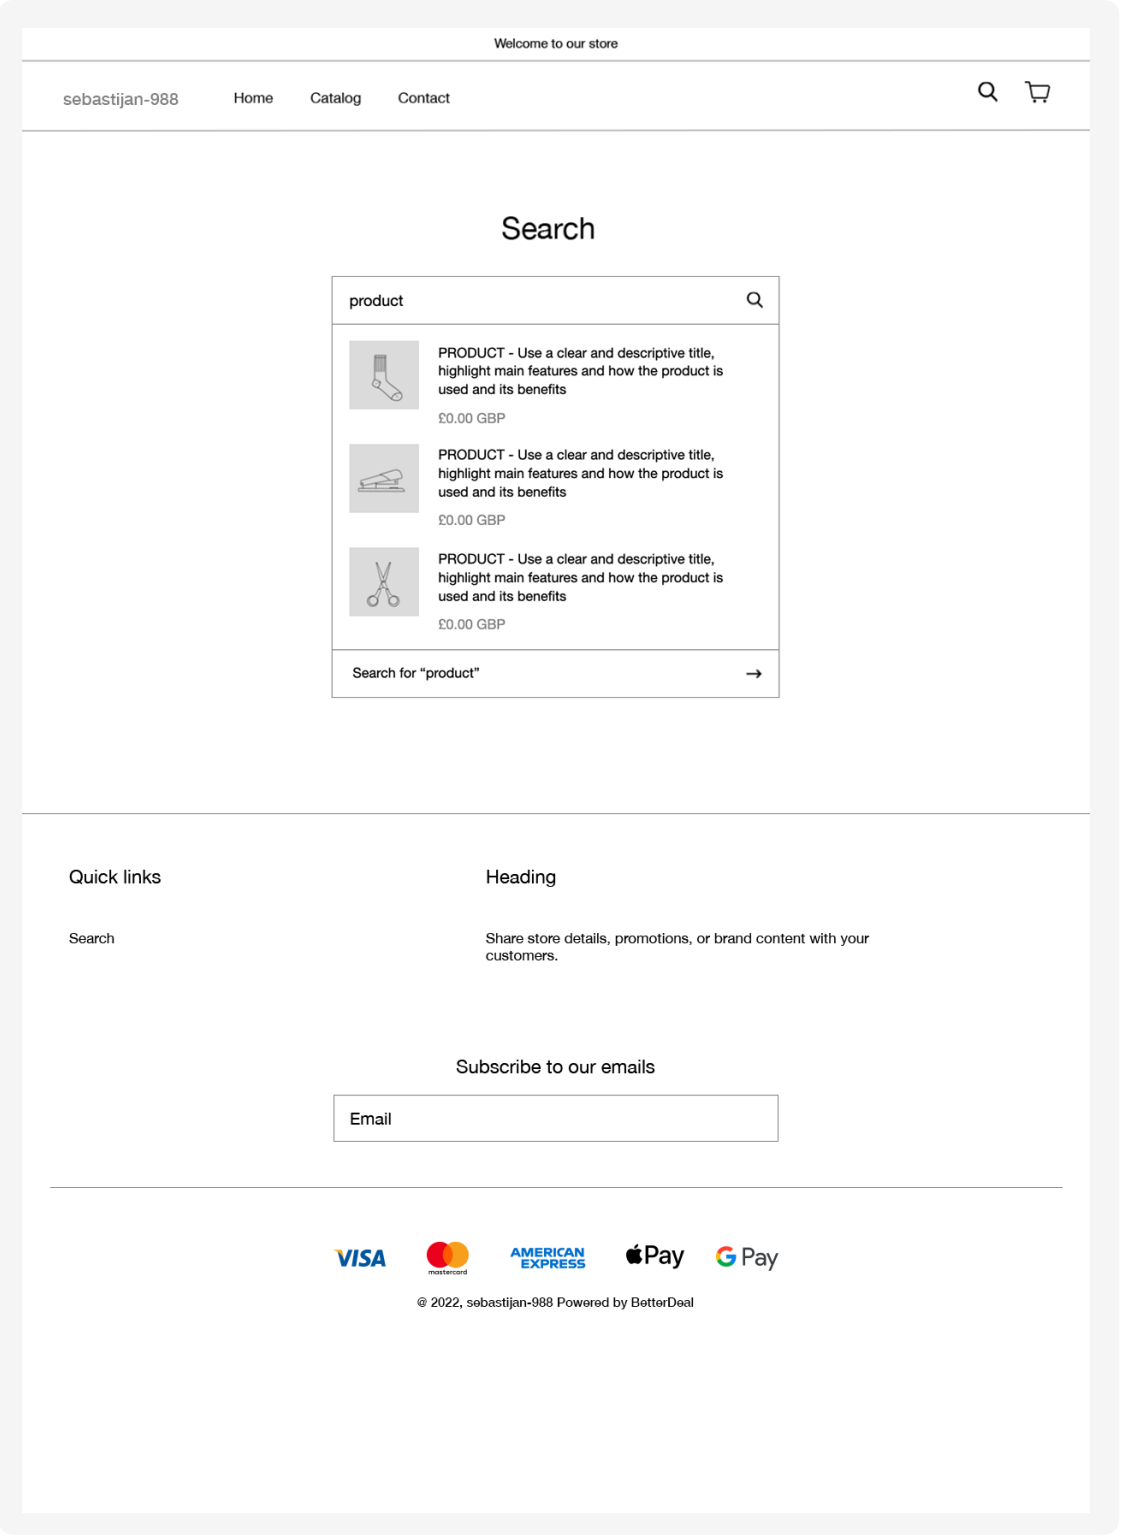 Welcome to our store
sebastijan-988 Home Catalog Contact
Search
product
PRODUCT - Use a clear and descriptive title,
highlight main features and how the product is
used and its benefits
£0.00 GBP
PRODUCT - Use a clear and descriptive title,
highlight main features and how the product is
used and its benefits
£0.00 GBP
PRODUCT - Use a clear and descriptive title,
highlight main features and how the product is
used and its benefits
£0.00 GBP
Search for “product”
Quick links
Search
Heading
Share store details, promotions, or brand content with your
customers.
Subscribe to our emails
Email
VISA mastercard AMERICAN EXPRESS Pay G Pay
@ 2022, sebastijan-988 Powered by BetterDeal